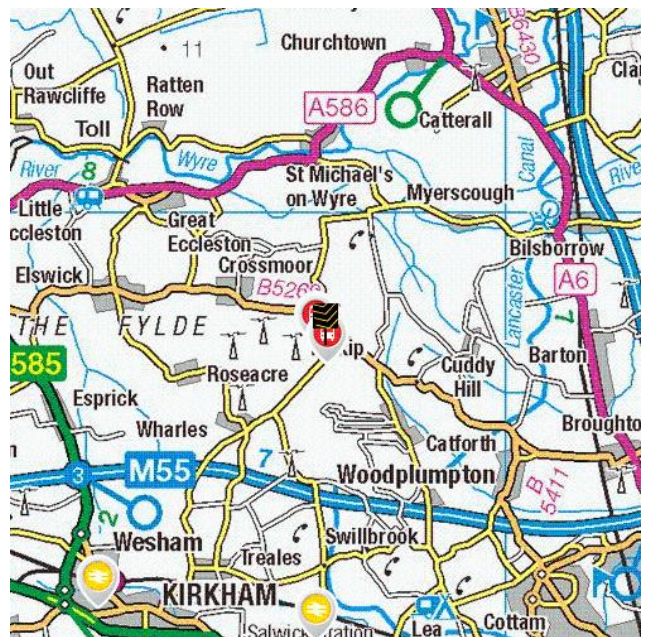 B6430
11
Churchtown
Out
Rawcliffe
Ratten
Row
A586
Toll
Catterall
Canal
River
8
Wyre
St Michael's
on Wyre
Myerscough
Little
ccleston
Great
Eccleston
Bilsborrow
Elswick
Crossmoor
A6
Lancaster
THE FYLDE
585
Roseacre
Cuddy
Hill
Barton
1
Esprick
Wharles
Catforth
Broughto
7
M55
3
Woodplumpton
B
5411
2
Wesham
Swillbrook
Treales
KIRKHAM
Lea
Cottam